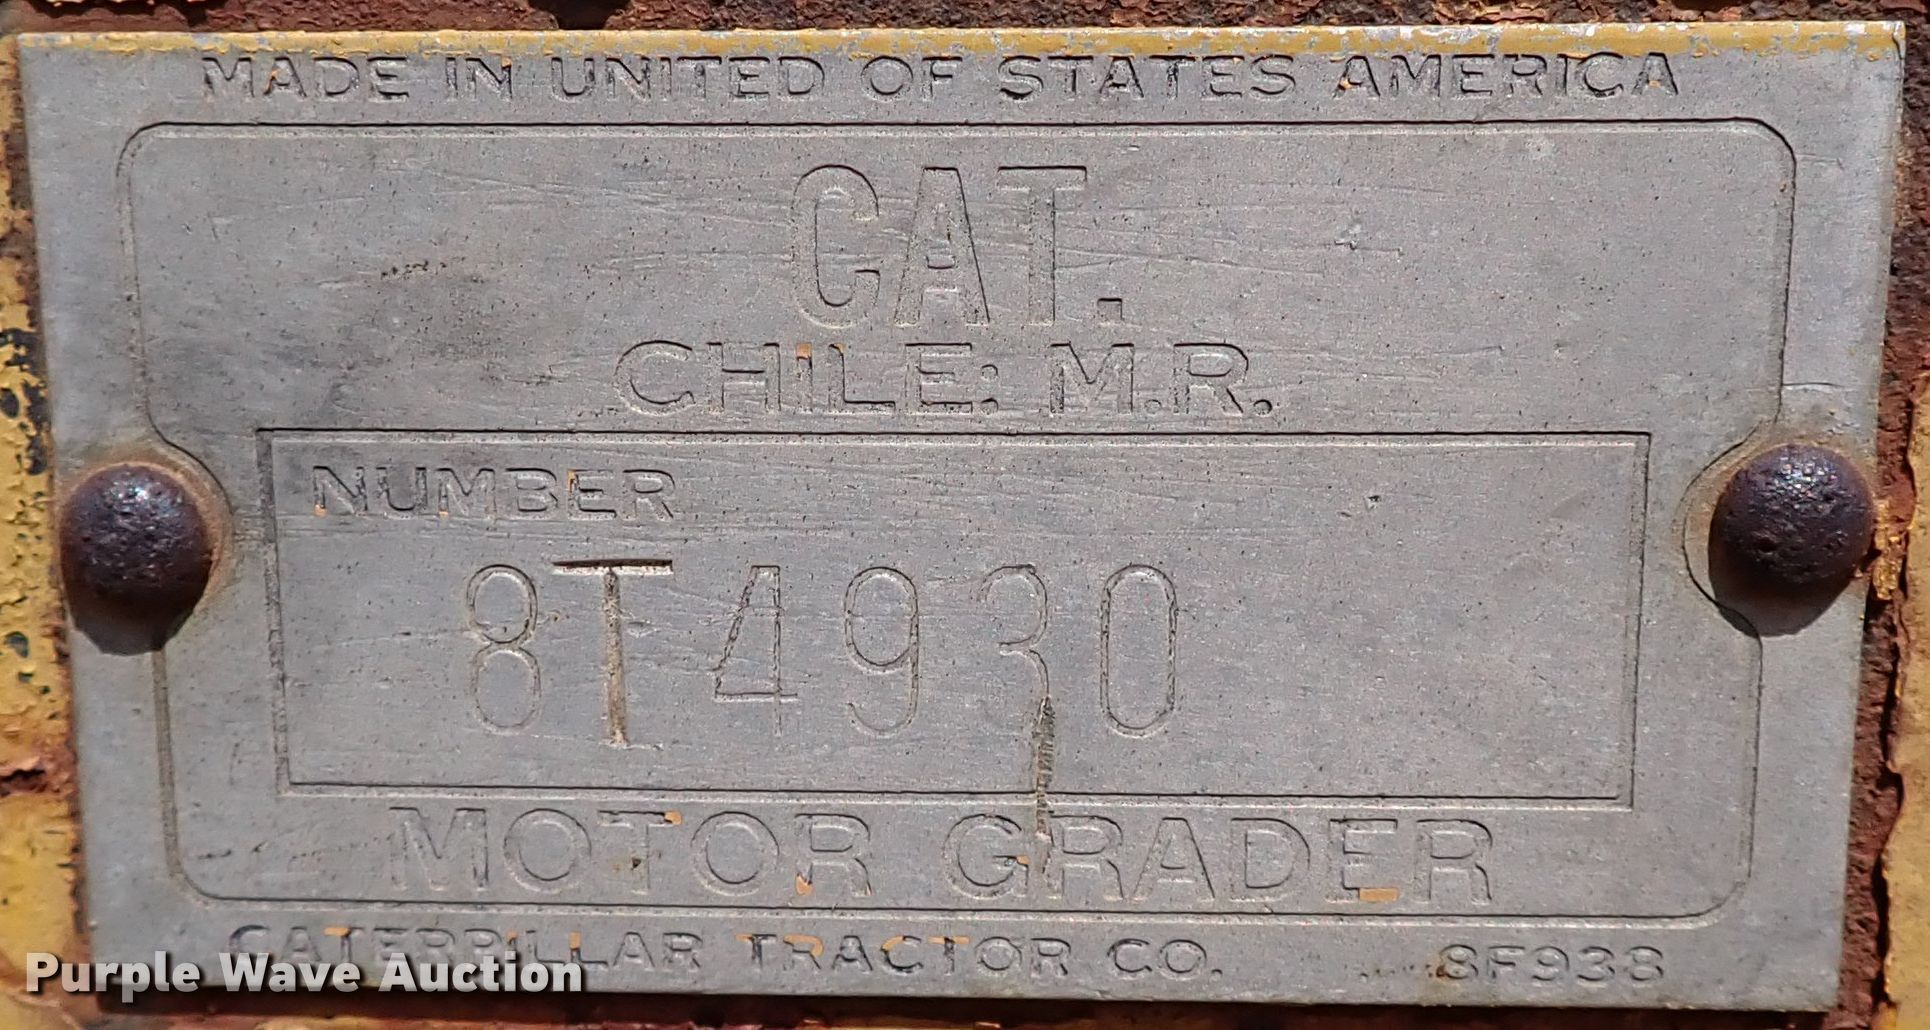 MADE IN UNITED OF STATES AMERICA
CAT.
CHILE: M.R.
NUMBER
8T4930
MOTOR GRADER
CATERPILLAR TRACTOR CO. 8F938
Purple Wave Auction